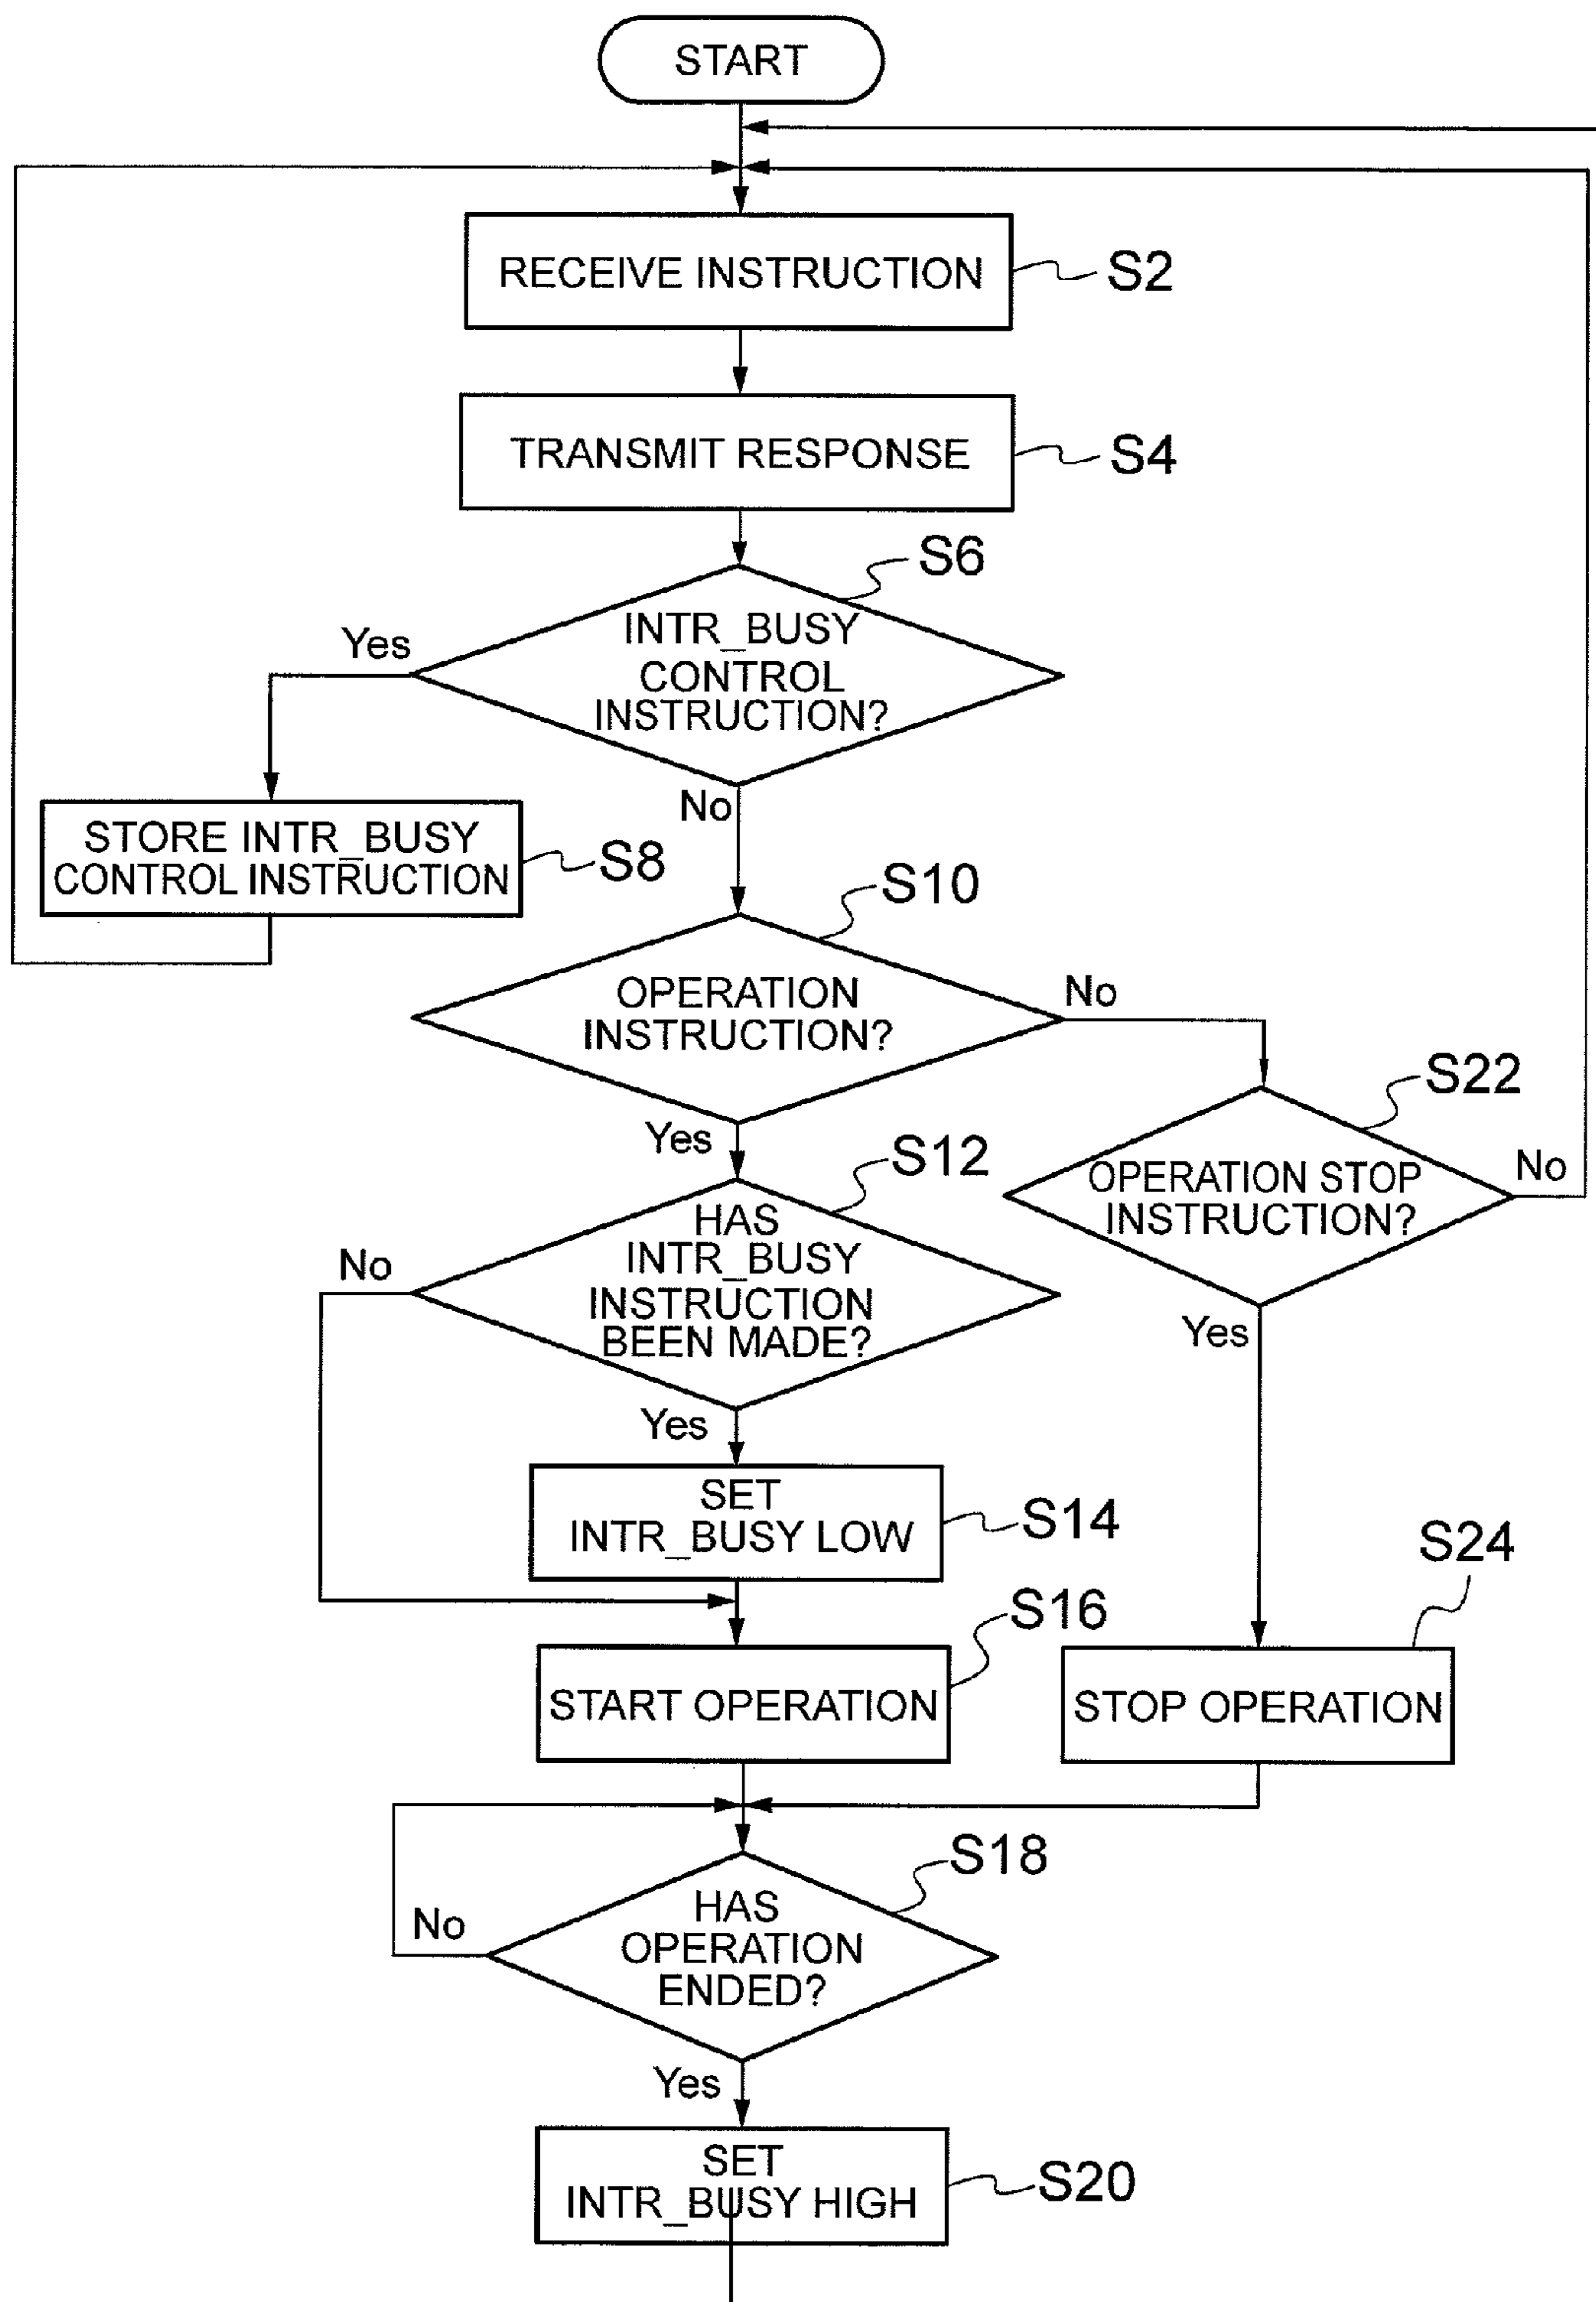 START
RECEIVE INSTRUCTION
S2
TRANSMIT RESPONSE
S4
S6
INTR_BUSY
CONTROL
INSTRUCTION?
Yes
No
STORE INTR_BUSY
CONTROL INSTRUCTION
S8
S10
OPERATION
INSTRUCTION?
No
Yes
S22
OPERATION STOP
INSTRUCTION?
No
Yes
S12
HAS
INTR_BUSY
INSTRUCTION
BEEN MADE?
No
Yes
SET
INTR_BUSY LOW
S14
S24
S16
START OPERATION
STOP OPERATION
S18
HAS
OPERATION
ENDED?
No
Yes
SET
INTR_BUSY HIGH
S20